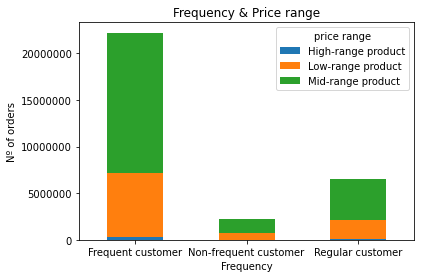 Frequency & Price range
price range
High-range product
Low-range product
Mid-range product
Nº of orders
20000000
15000000
10000000
5000000
0
Frequent customer
Non-frequent customer
Regular customer
Frequency